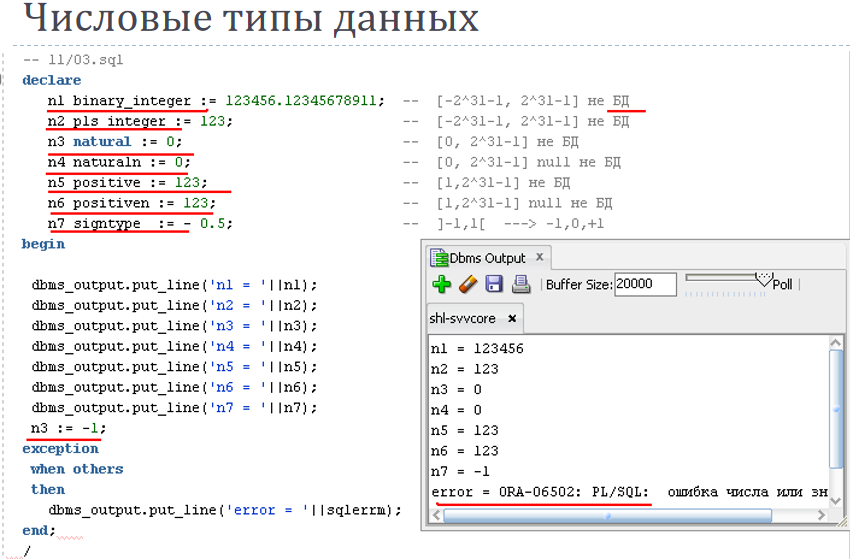 Числовые типы данных
-- 11/03.sql
declare
n1 binary_integer := 123456.12345678911; -- [-2^31-1, 2^31-1] не БД
n2 pls_integer := 123; -- [-2^31-1, 2^31-1] не БД
n3 natural := 0; -- [0, 2^31-1] не БД
n4 naturaln := 0; -- [0, 2^31-1] null не БД
n5 positive := 123; -- [1,2^31-1] не БД
n6 positiven := 123; -- [1,2^31-1] null не БД
n7 signtype := - 0.5; -- ]-1,1[ ---> -1,0,+1
begin
dbms_output.put_line('n1 = '||n1);
dbms_output.put_line('n2 = '||n2);
dbms_output.put_line('n3 = '||n3);
dbms_output.put_line('n4 = '||n4);
dbms_output.put_line('n5 = '||n5);
dbms_output.put_line('n6 = '||n6);
dbms_output.put_line('n7 = '||n7);
n3 := -1;
exception
when others
then
dbms_output.put_line('error = '||sqlerrm);
end;
/
Dbms Output x
Buffer Size: 20000 Poll
shl-svvcore x
n1 = 123456
n2 = 123
n3 = 0
n4 = 0
n5 = 123
n6 = 123
n7 = -1
error = ORA-06502: PL/SQL: ошибка числа или зн